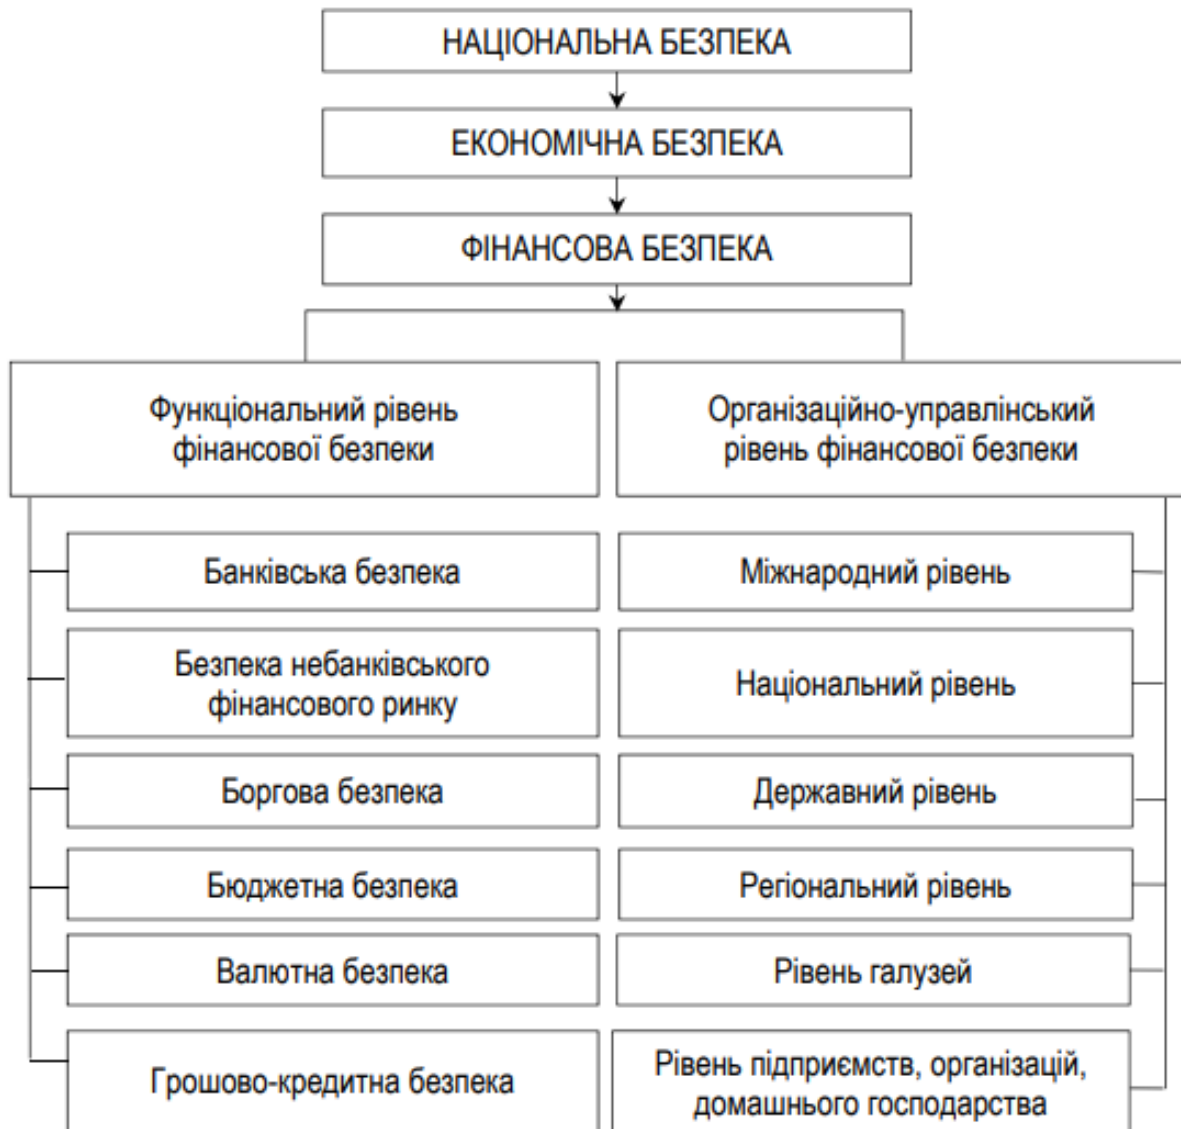 НАЦІОНАЛЬНА БЕЗПЕКА
ЕКОНОМІЧНА БЕЗПЕКА
ФІНАНСОВА БЕЗПЕКА
Функціональний рівень
фінансової безпеки
Організаційно-управлінський
рівень фінансової безпеки
Банківська безпека
Міжнародний рівень
Безпека небанківського
фінансового ринку
Національний рівень
Боргова безпека
Державний рівень
Бюджетна безпека
Регіональний рівень
Валютна безпека
Рівень галузей
Грошово-кредитна безпека
Рівень підприємств, організацій,
домашнього господарства